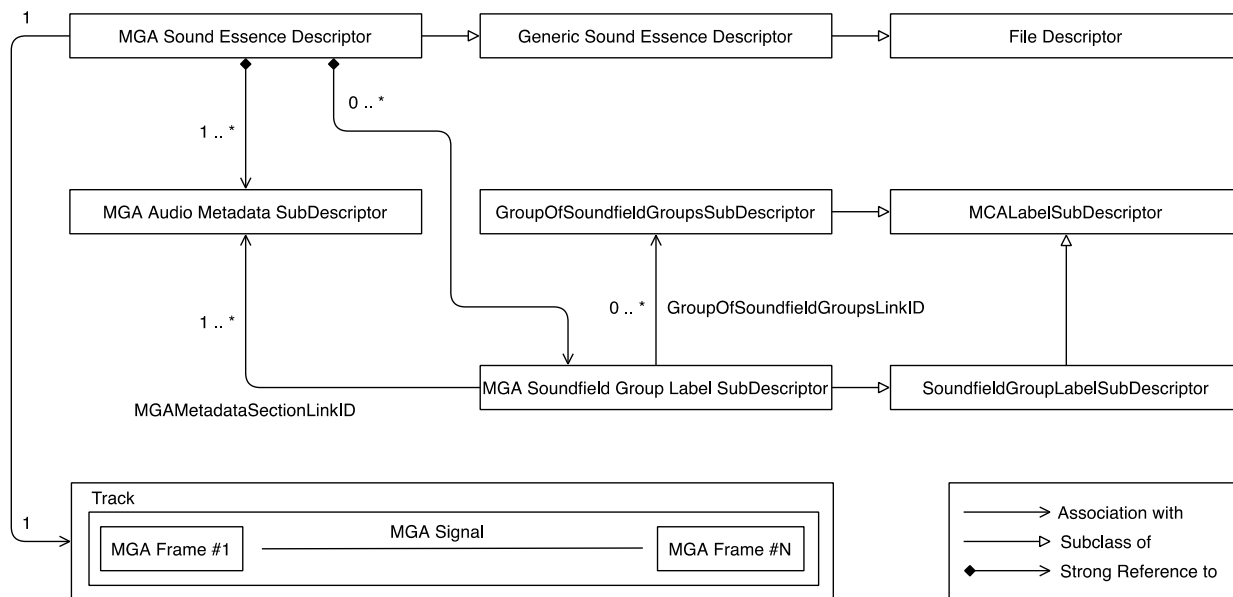 1
MGA Sound Essence Descriptor
Generic Sound Essence Descriptor
File Descriptor
0 .. *
1 .. *
MGA Audio Metadata SubDescriptor
GroupOfSoundfieldGroupsSubDescriptor
MCALabelSubDescriptor
1 .. *
0 .. *
GroupOfSoundfieldGroupsLinkID
MGA Soundfield Group Label SubDescriptor
SoundfieldGroupLabelSubDescriptor
MGAMetadataSectionLinkID
1
Track
MGA Signal
MGA Frame #1
MGA Frame #N
Association with
Subclass of
Strong Reference to